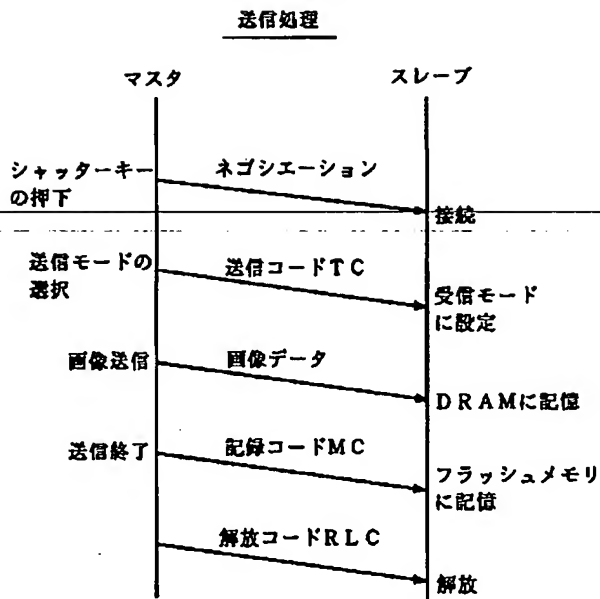 送信処理
マスタ
スレーブ
シャッターキー
の押下
ネゴシエーション
接続
送信モードの
選択
送信コードTC
受信モード
に設定
画像送信
画像データ
DRAMに記憶
送信終了
記録コードMC
フラッシュメモリ
に記憶
解放コードRLC
解放